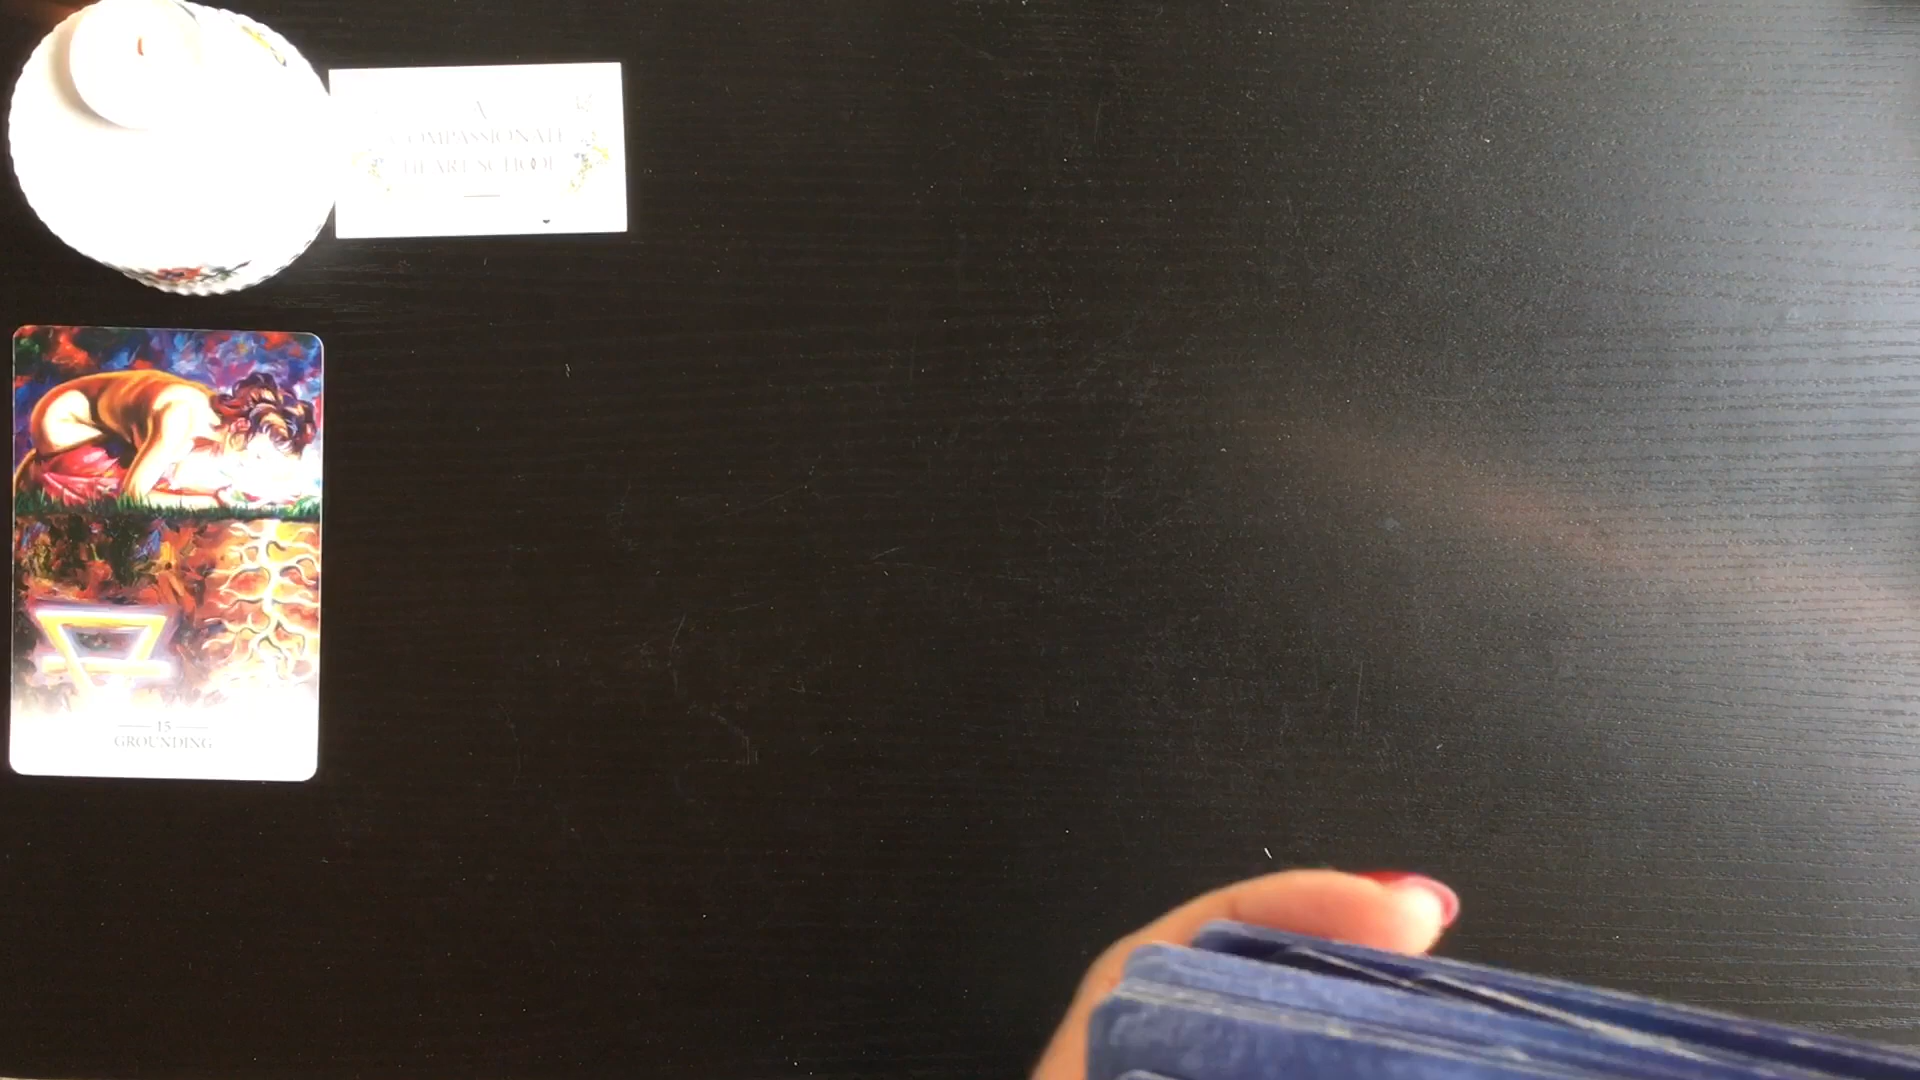 A
COMPASSIONATE
HEART SCHOOL
15
GROUNDING